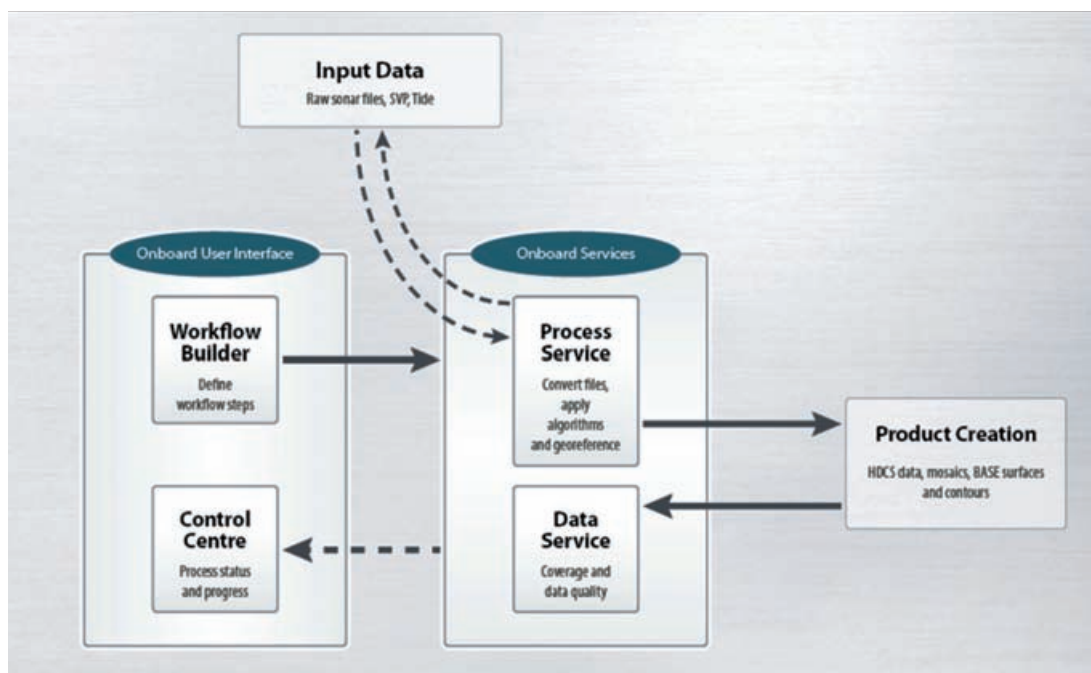 Input Data
Raw sonar files, SVP, Tide
Onboard User Interface
Workflow
Builder
Define
workflow steps
Control
Centre
Process status
and progress
Onboard Services
Process
Service
Convert files,
apply
algorithms
and georeference
Data
Service
Coverage and
data quality
Product Creation
HDCS data, mosaics, BASE surfaces
and contours